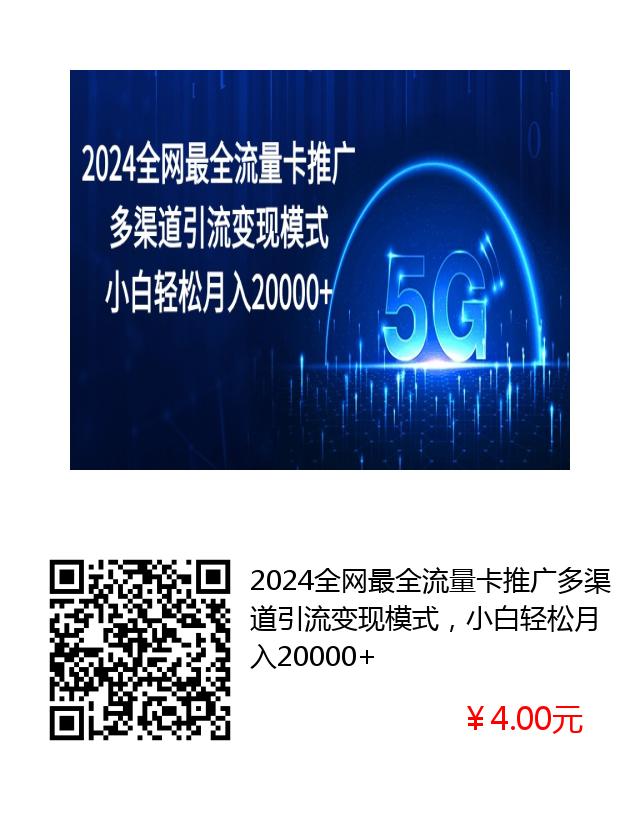 2024全网最全流量卡推广
多渠道引流变现模式
小白轻松月入20000+
5G
2024全网最全流量卡推广多渠
道引流变现模式，小白轻松月
入20000+
￥4.00元